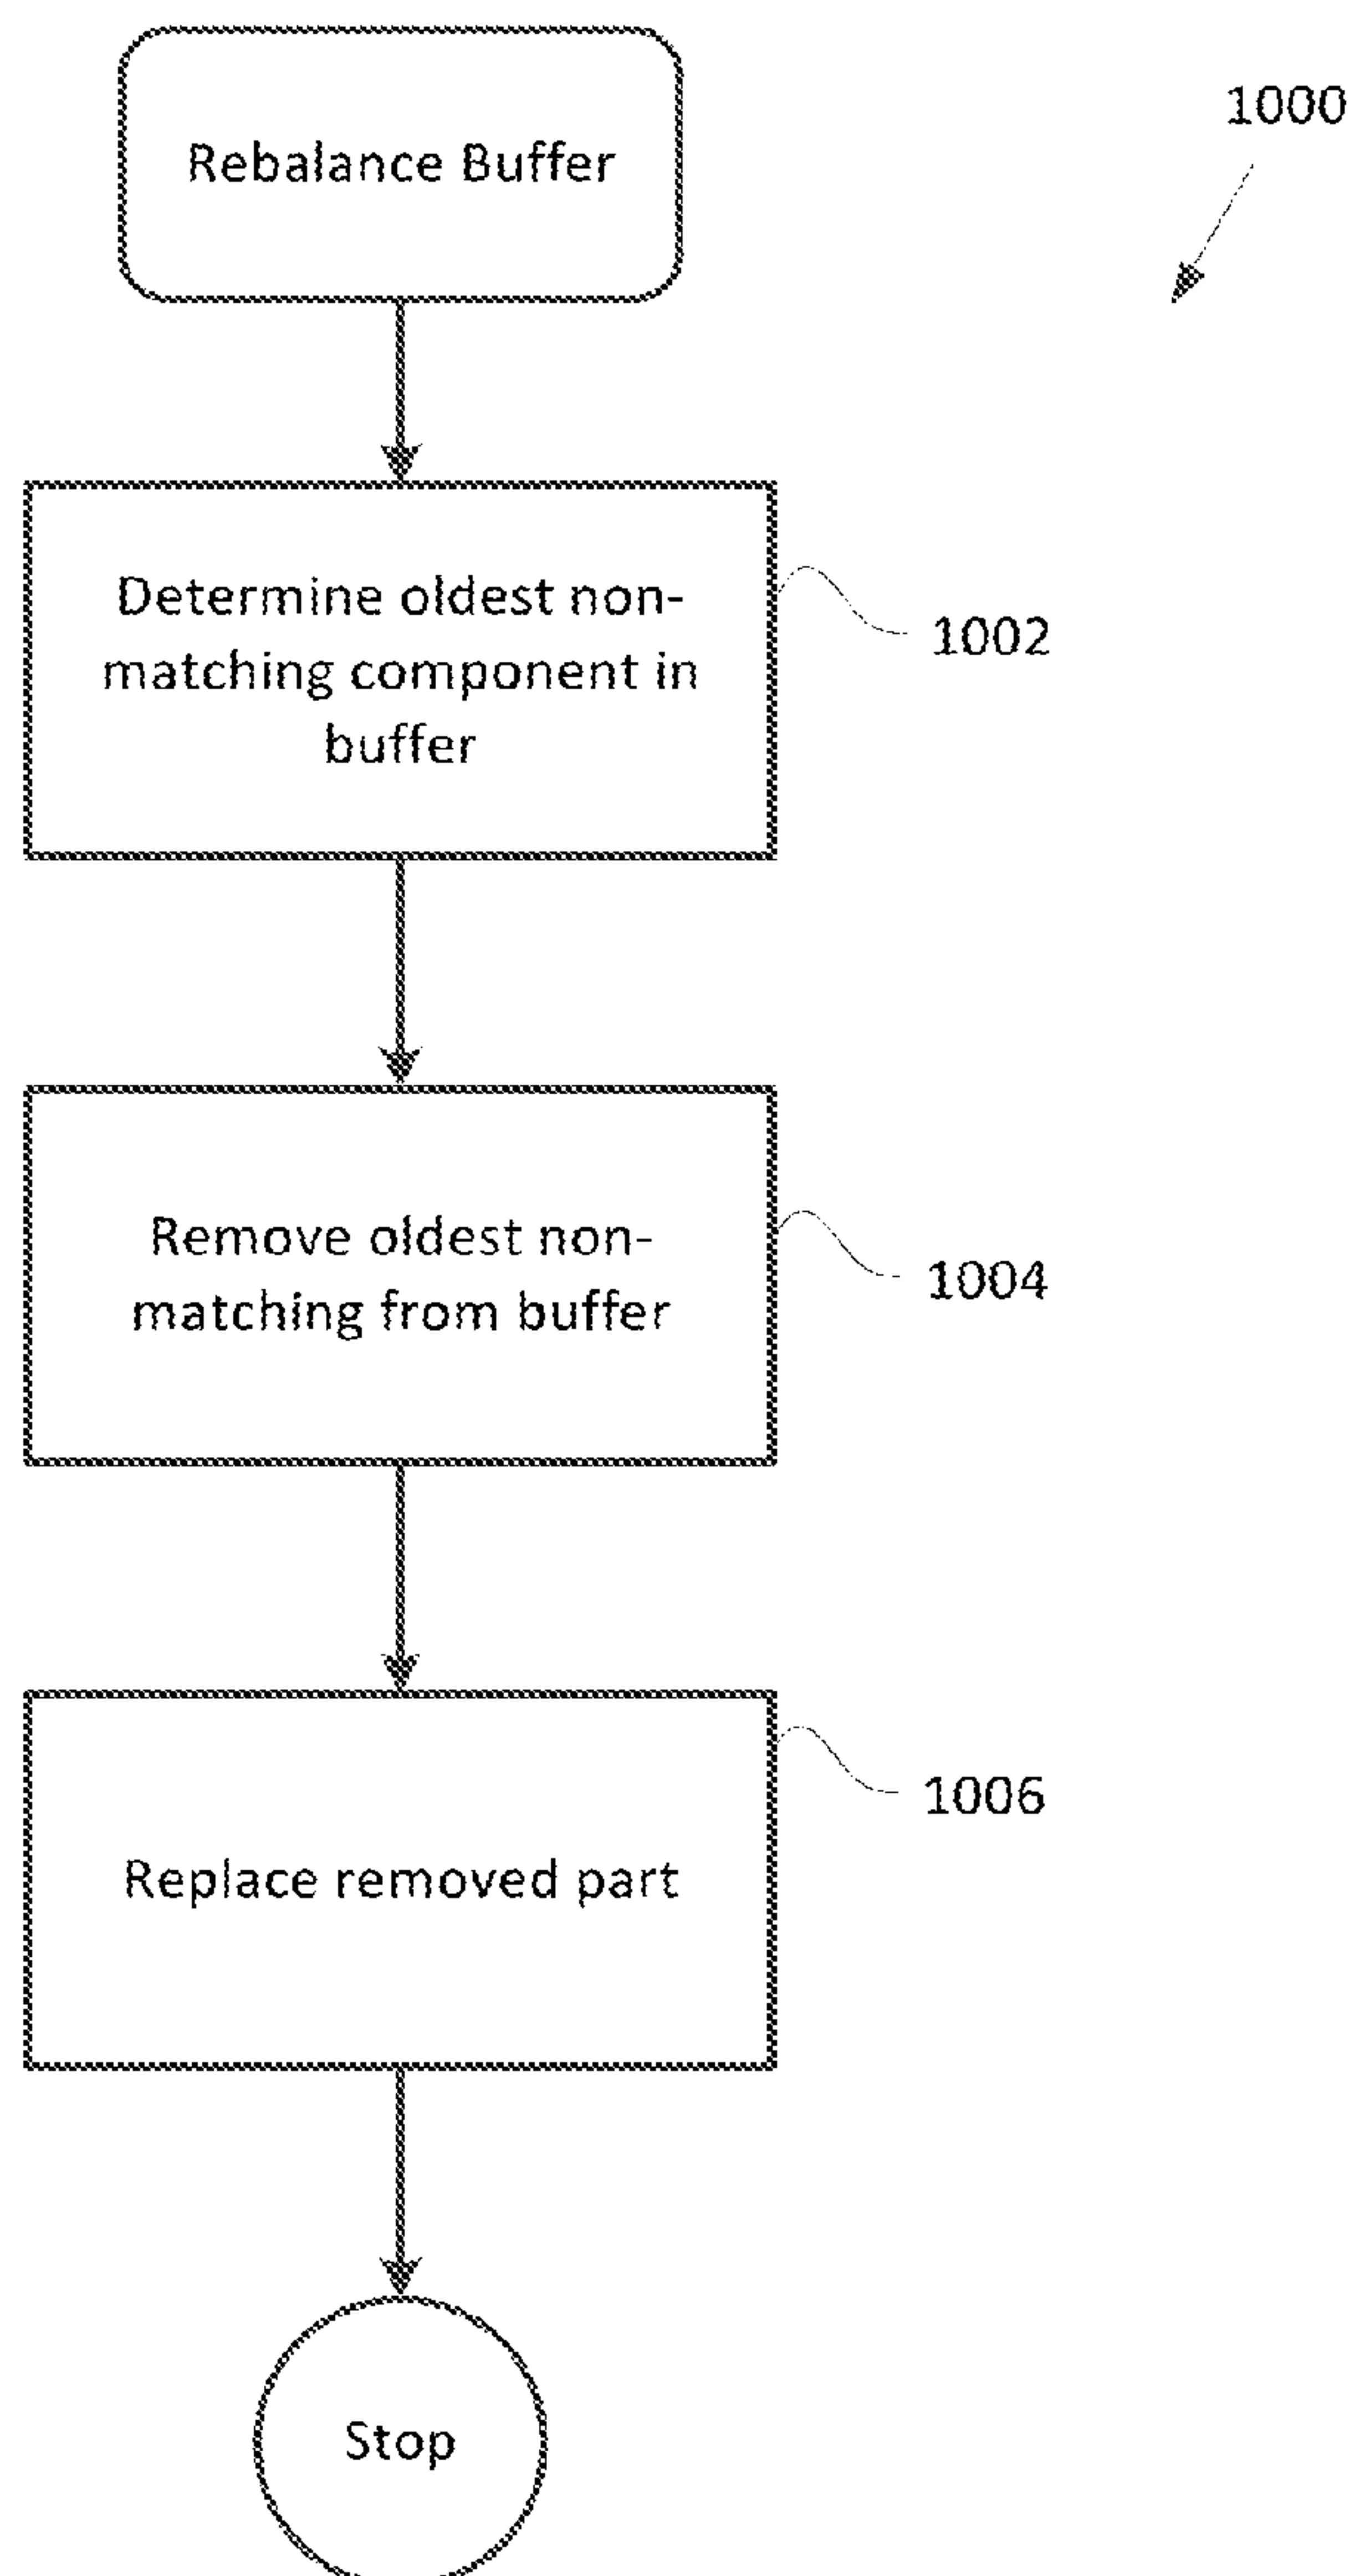 Rebalance Buffer
1000
Determine oldest non-
matching component in
buffer
1002
Remove oldest non-
matching from buffer
1004
Replace removed part
1006
Stop